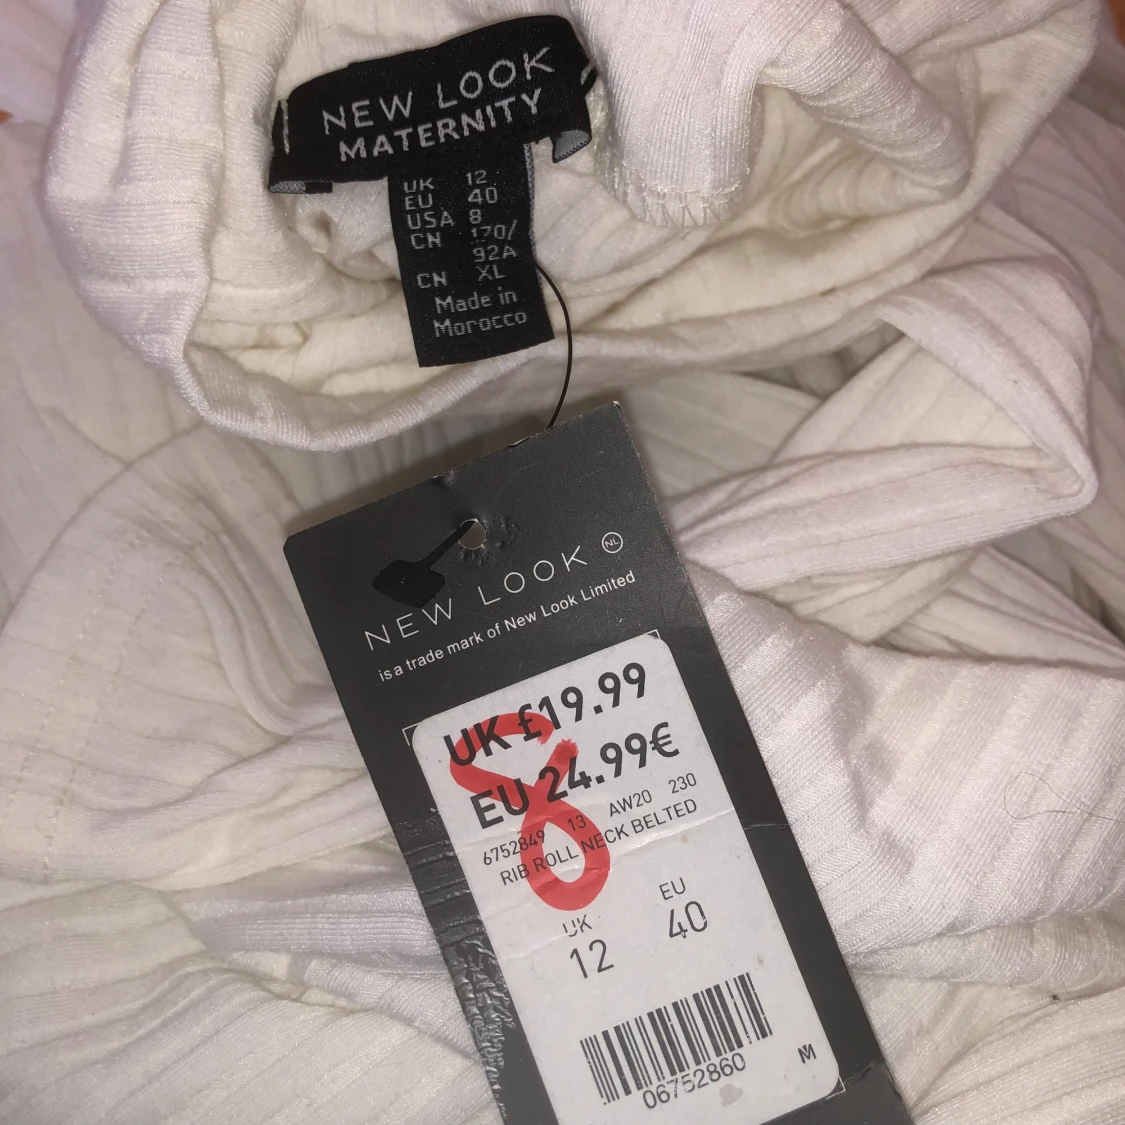 NEW LOOK
MATERNITY
UK 12
EU 40
USA 8
CN 170/
92A
CN XL
Made in
Morocco
NEW LOOK NL
is a trade mark of New Look Limited
UK £19.99
EU 24.99€
8
6752849 13 AW20 230
RIB ROLL NECK BELTED
UK EU
12 40
06752860
M